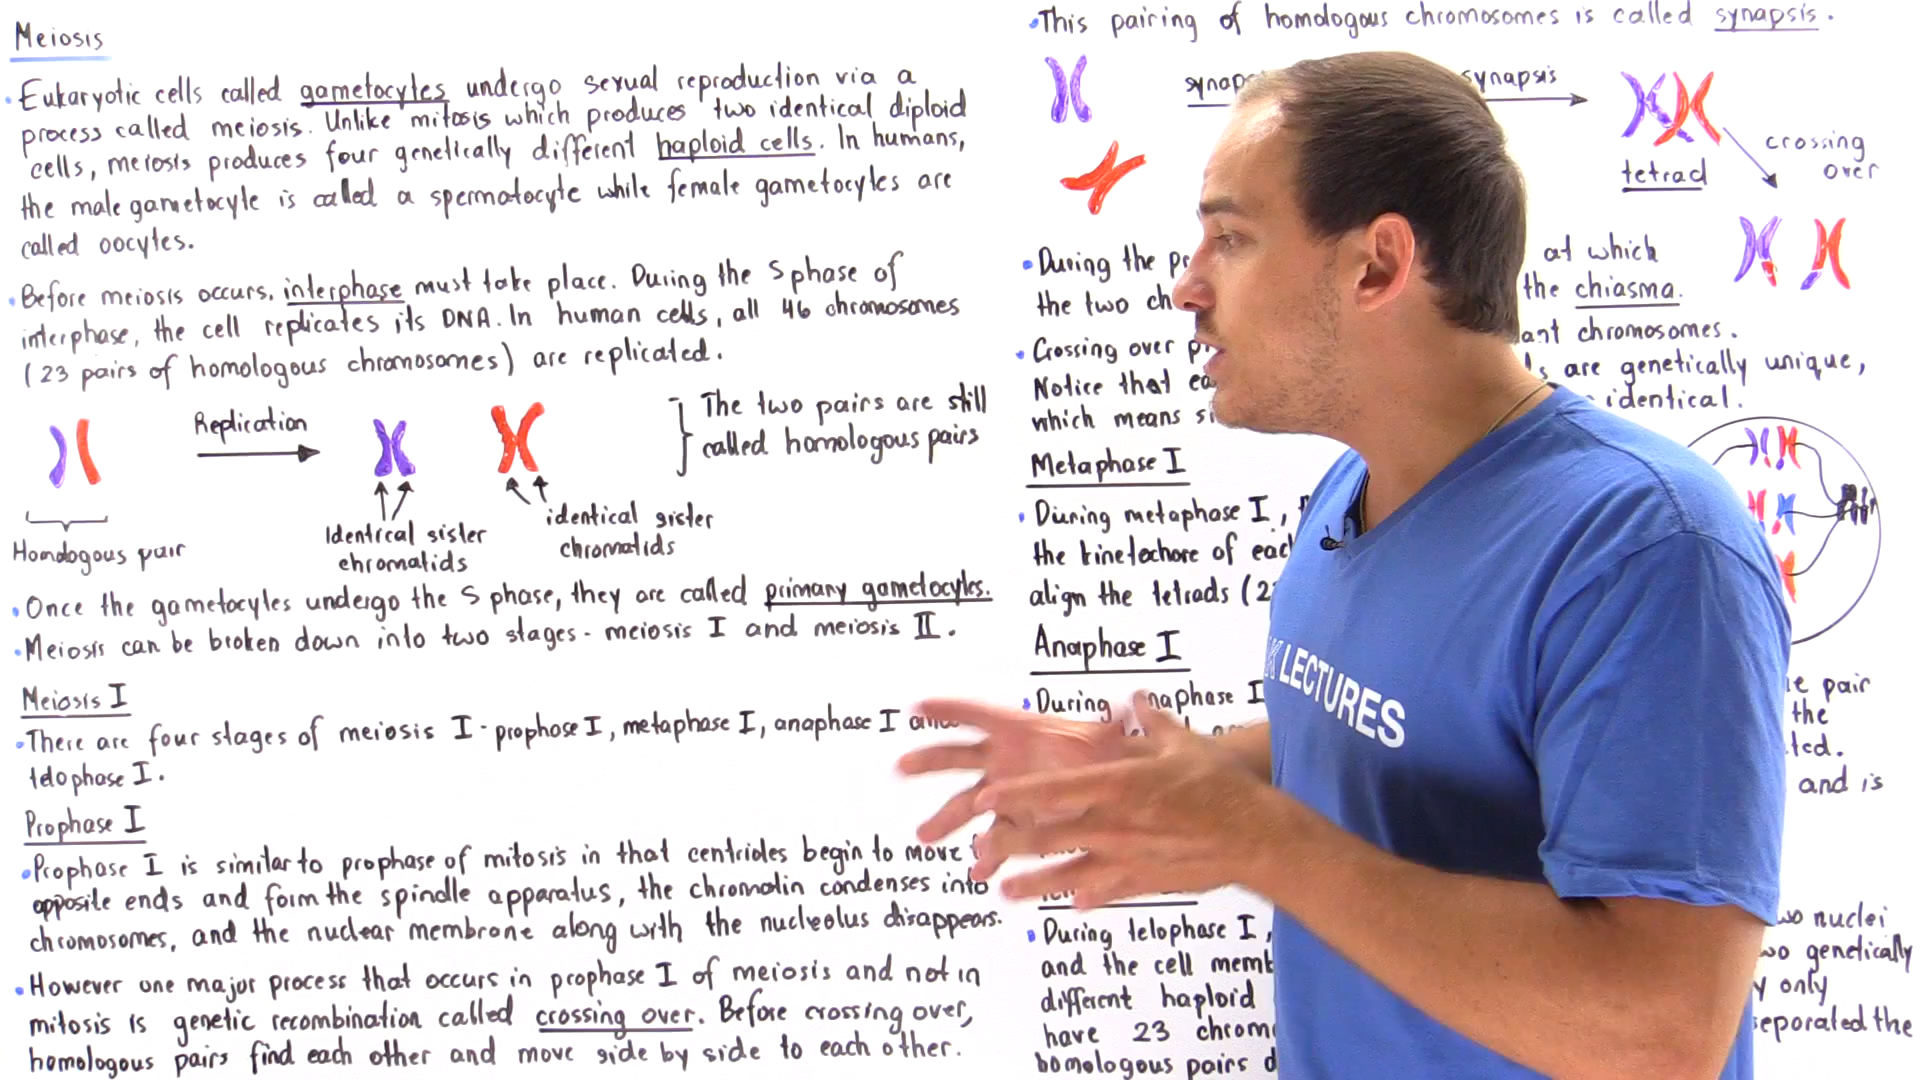 Meiosis
• Eukaryotic cells called gametocytes undergo sexual reproduction via a
process called meiosis. Unlike mitosis which produces two identical diploid
cells, meiosis produces four genetically different haploid cells. In humans,
the male gametocyte is called a spermatocyte while female gametocytes are
called oocytes.
• Before meiosis occurs, interphase must take place. During the S phase of
interphase, the cell replicates its DNA. In human cells, all 46 chromosomes
(23 pairs of homologous chromosomes) are replicated.
Replication
The two pairs are still
called homologous pairs
Homologous pair
Identical sister
chromatids
identical sister
chromatids
• Once the gametocytes undergo the S phase, they are called primary gametocytes.
• Meiosis can be broken down into two stages - meiosis I and meiosis II.
Meiosis I
• There are four stages of meiosis I - prophase I, metaphase I, anaphase I and
telophase I.
Prophase I
• Prophase I is similar to prophase of mitosis in that centrioles begin to move
opposite ends and form the spindle apparatus, the chromatin condenses into
chromosomes, and the nuclear membrane along with the nucleolus disappears.
• However one major process that occurs in prophase I of meiosis and not in
mitosis is genetic recombination called crossing over. Before crossing over,
homologous pairs find each other and move side by side to each other.
• This pairing of homologous chromosomes is called synapsis.
synapsis
tetrad
crossing
over
• During the at which
the two the chiasma.
• Crossing over chromosomes.
Notice that are genetically unique,
which means identical.
Metaphase I
• During metaphase I,
the kinetochore of
align the tetrads
Anaphase I
• During anaphase I pair
the
and is
• During telophase I, nuclei
and the cell genetically
different haploid only
have 23 separated the
homologous pairs
LECTURES